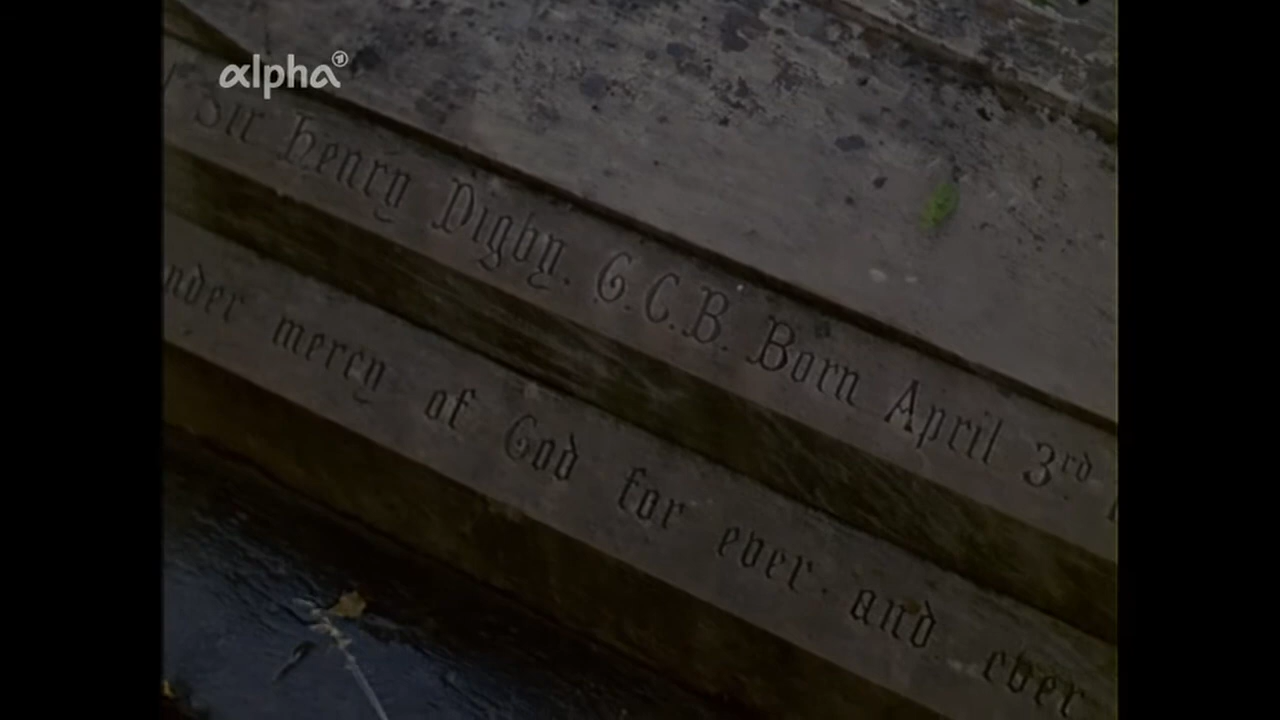 alpha
Sir Henry Digby. G.C.B. Born April 3rd
nder mercy of God for ever and ever